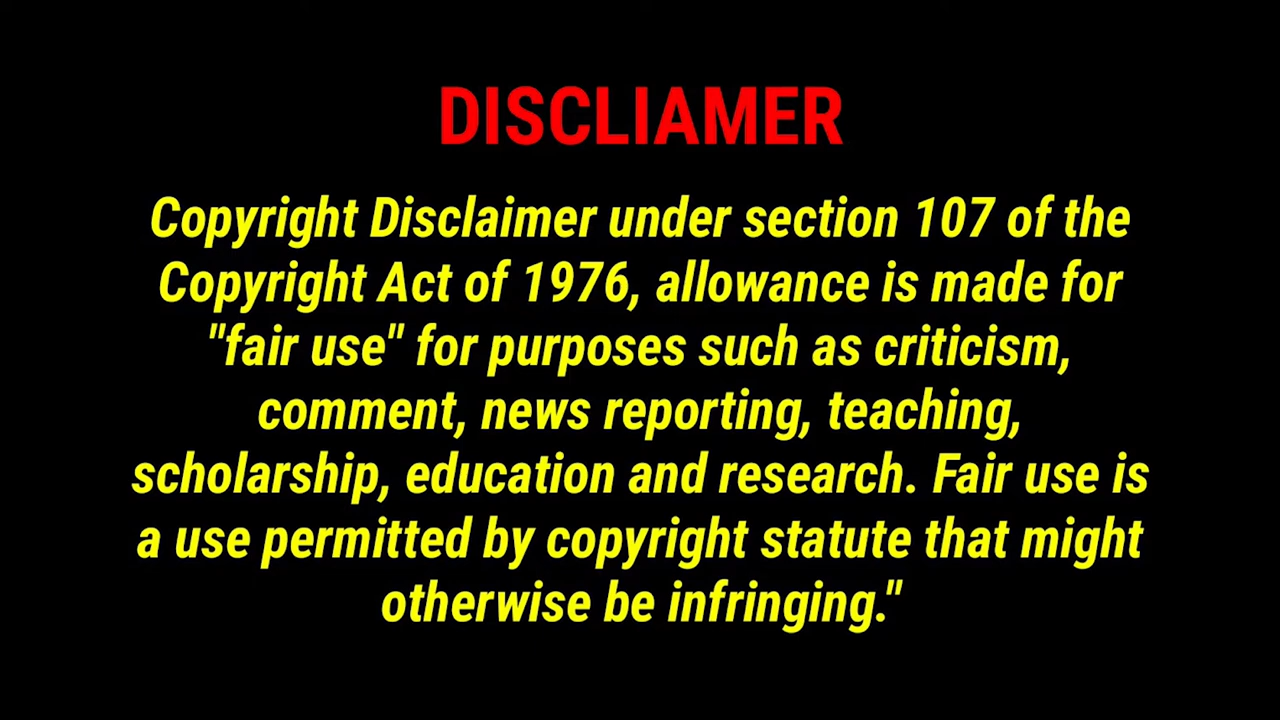 DISCLIAMER
Copyright Disclaimer under section 107 of the
Copyright Act of 1976, allowance is made for
"fair use" for purposes such as criticism,
comment, news reporting, teaching,
scholarship, education and research. Fair use is
a use permitted by copyright statute that might
otherwise be infringing."